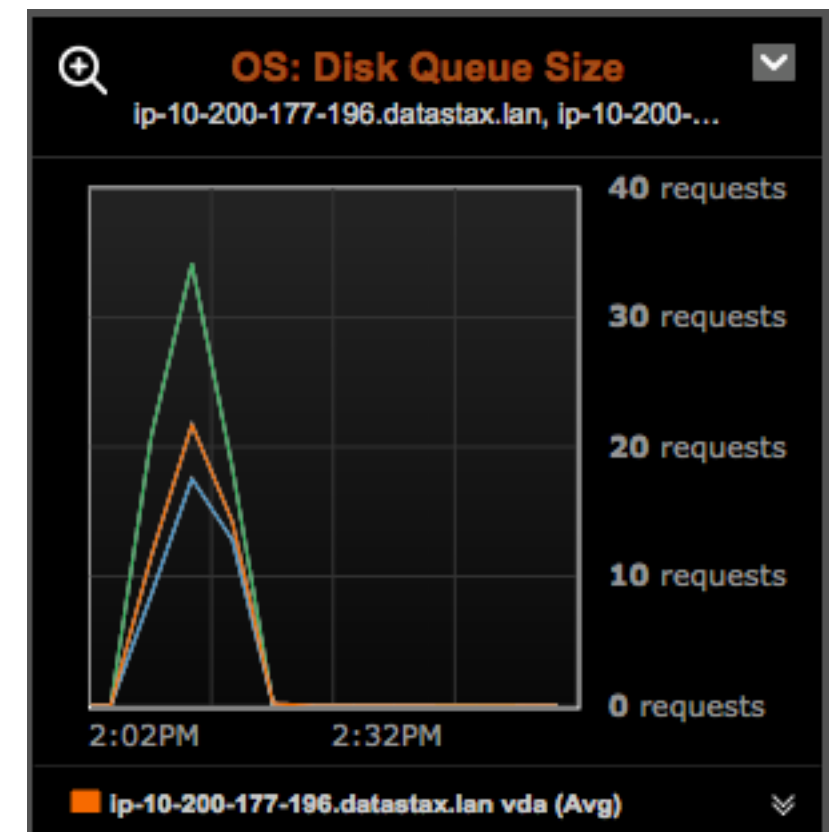 OS: Disk Queue Size
ip-10-200-177-196.datastax.lan, ip-10-200-...
40 requests
30 requests
20 requests
10 requests
0 requests
2:02PM 2:32PM
ip-10-200-177-196.datastax.lan vda (Avg)